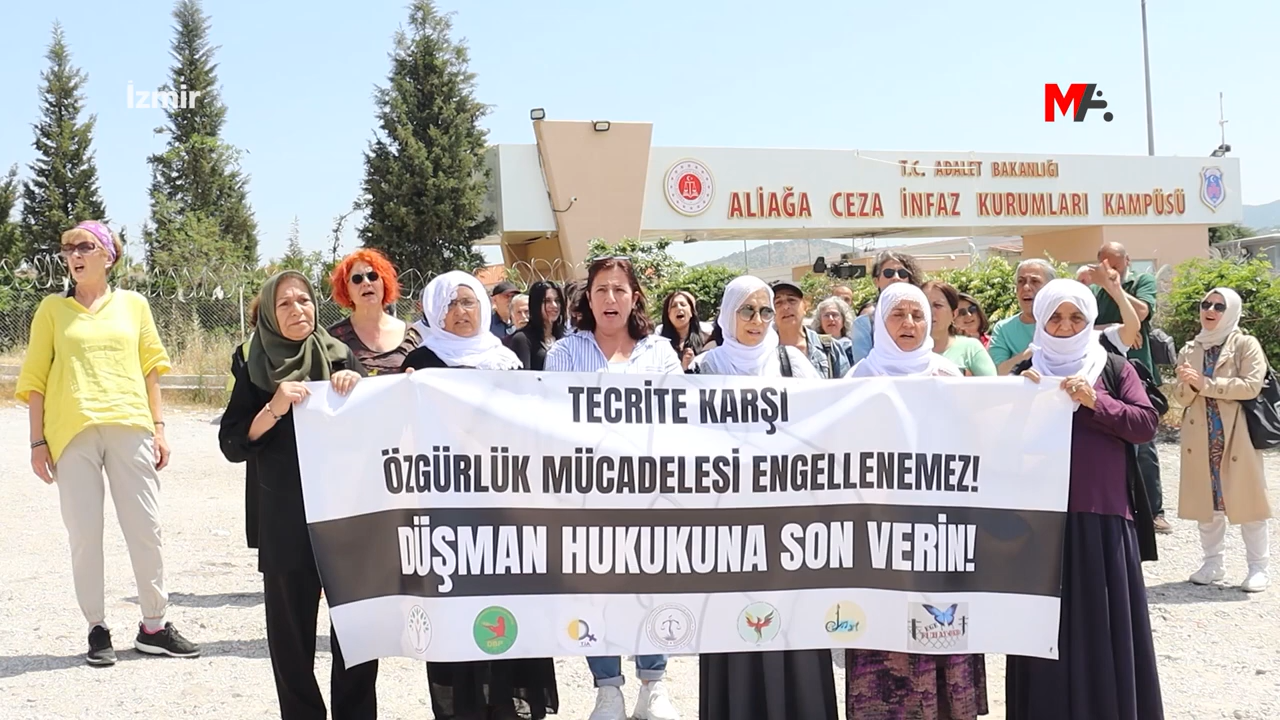 İzmir
MA
T.C. ADALET BAKANLIĞI
ALİAĞA CEZA İNFAZ KURUMLARI KAMPÜSÜ
TECRİTE KARŞI
ÖZGÜRLÜK MÜCADELESİ ENGELLENEMEZ!
DÜŞMAN HUKUKUNA SON VERİN!
DBP